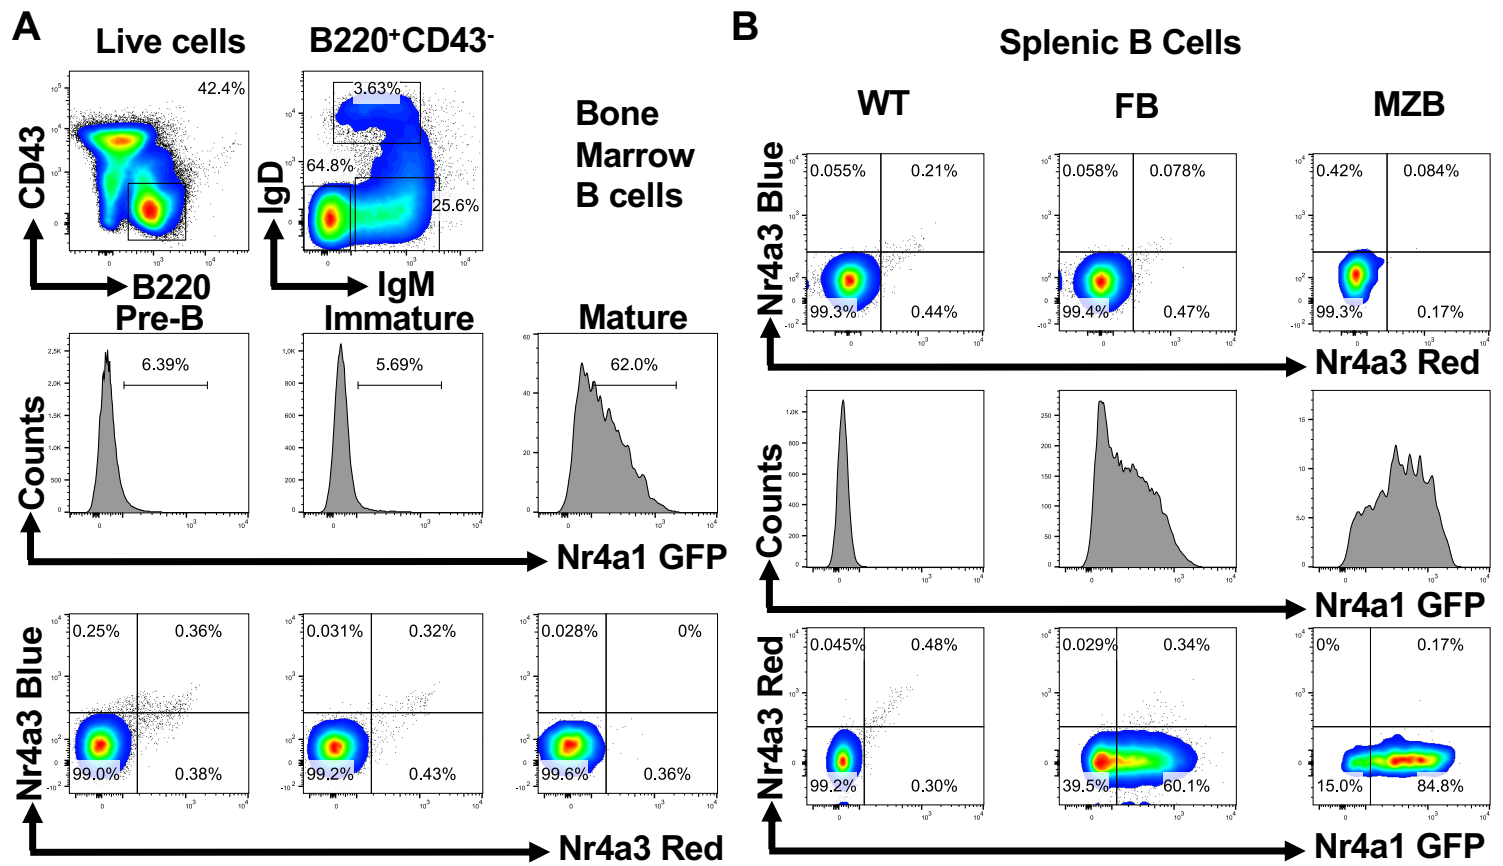 A
Live cells
B220+CD43-
42.4%
3.63%
64.8%
25.6%
CD43
B220
IgD
IgM
Bone
Marrow
B cells
Pre-B
Immature
Mature
6.39%
5.69%
62.0%
Counts
Nr4a1 GFP
0.25%
0.36%
99.0%
0.38%
0.031%
0.32%
99.2%
0.43%
0.028%
0%
99.6%
0.36%
Nr4a3 Blue
Nr4a3 Red
B
Splenic B Cells
WT
FB
MZB
0.055%
0.21%
99.3%
0.44%
0.058%
0.078%
99.4%
0.47%
0.42%
0.084%
99.3%
0.17%
Nr4a3 Blue
Nr4a3 Red
Counts
Nr4a1 GFP
0.045%
0.48%
99.2%
0.30%
0.029%
0.34%
39.5%
60.1%
0%
0.17%
15.0%
84.8%
Nr4a3 Red
Nr4a1 GFP